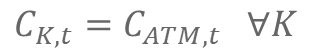 C_{K,t} = C_{ATM,t}  ∀K